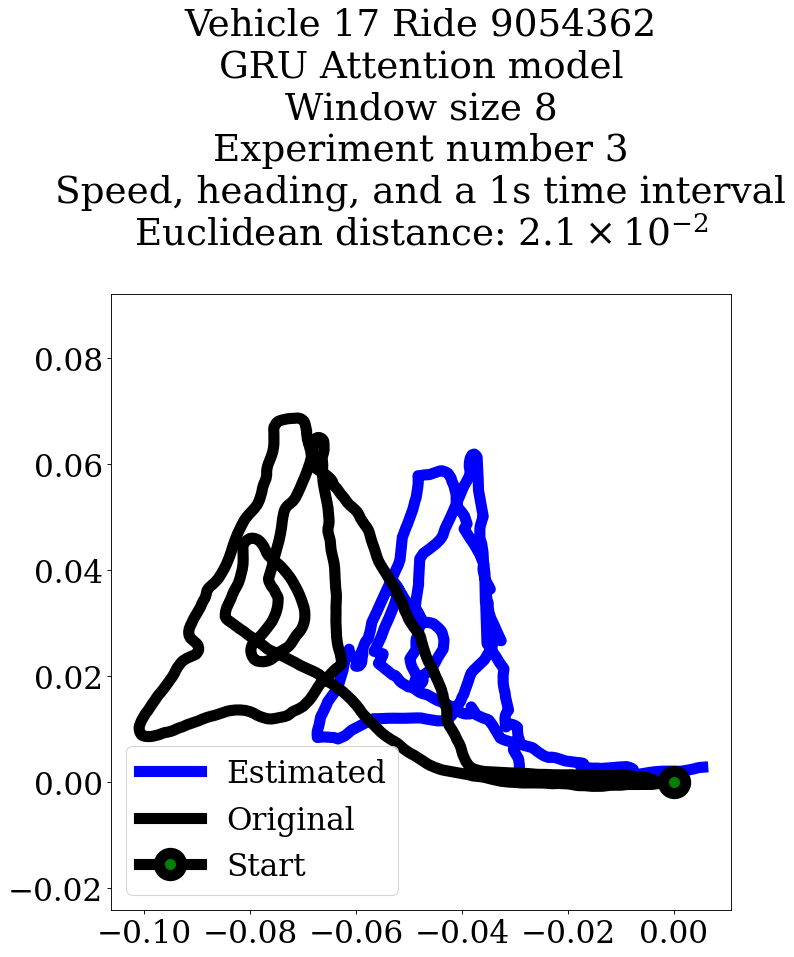 Vehicle 17 Ride 9054362
GRU Attention model
Window size 8
Experiment number 3
Speed, heading, and a 1s time interval
Euclidean distance: 2.1 × 10⁻²
0.08
0.06
0.04
0.02
0.00
−0.02
Estimated
Original
Start
−0.10 −0.08 −0.06 −0.04 −0.02 0.00